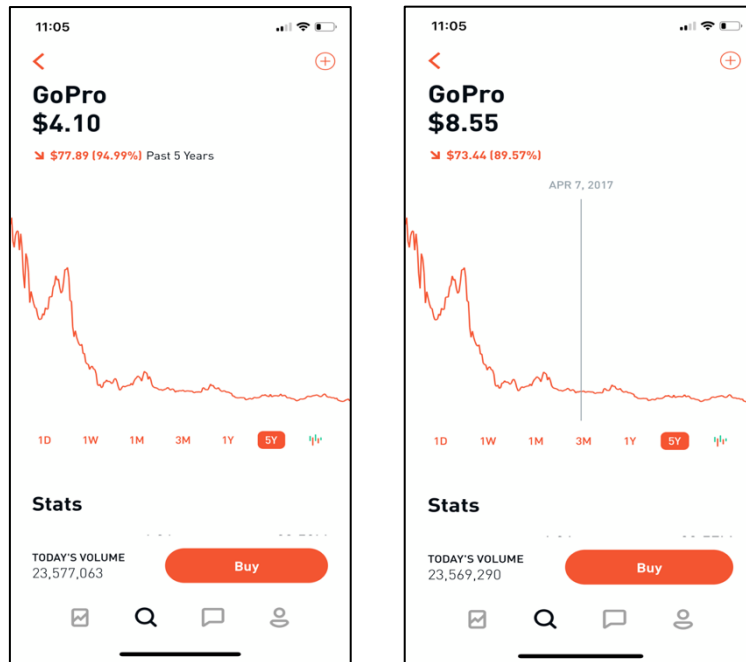 11:05
GoPro
$4.10
$77.89 (94.99%) Past 5 Years
1D 1W 1M 3M 1Y 5Y
Stats
TODAY'S VOLUME
23,577,063
Buy
11:05
GoPro
$8.55
$73.44 (89.57%)
APR 7, 2017
1D 1W 1M 3M 1Y 5Y
Stats
TODAY'S VOLUME
23,569,290
Buy